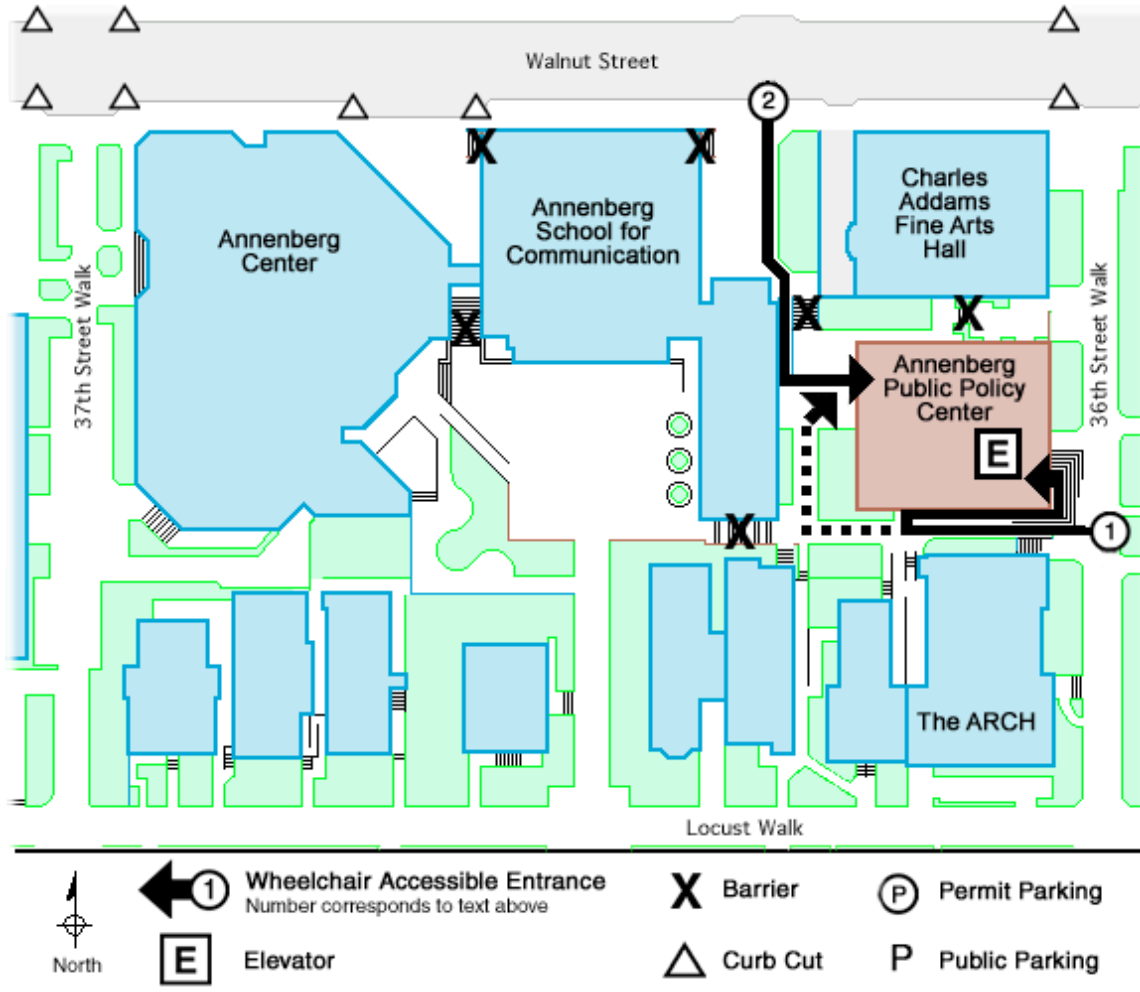 Walnut Street
2
Charles
Addams
Fine Arts
Hall
Annenberg
School for
Communication
Annenberg
Center
37th Street Walk
36th Street Walk
X
X
X
X
X
Annenberg
Public Policy
Center
E
X
1
The ARCH
Locust Walk
1 Wheelchair Accessible Entrance
Number corresponds to text above
X Barrier
P Permit Parking
North
E Elevator
Curb Cut
P Public Parking